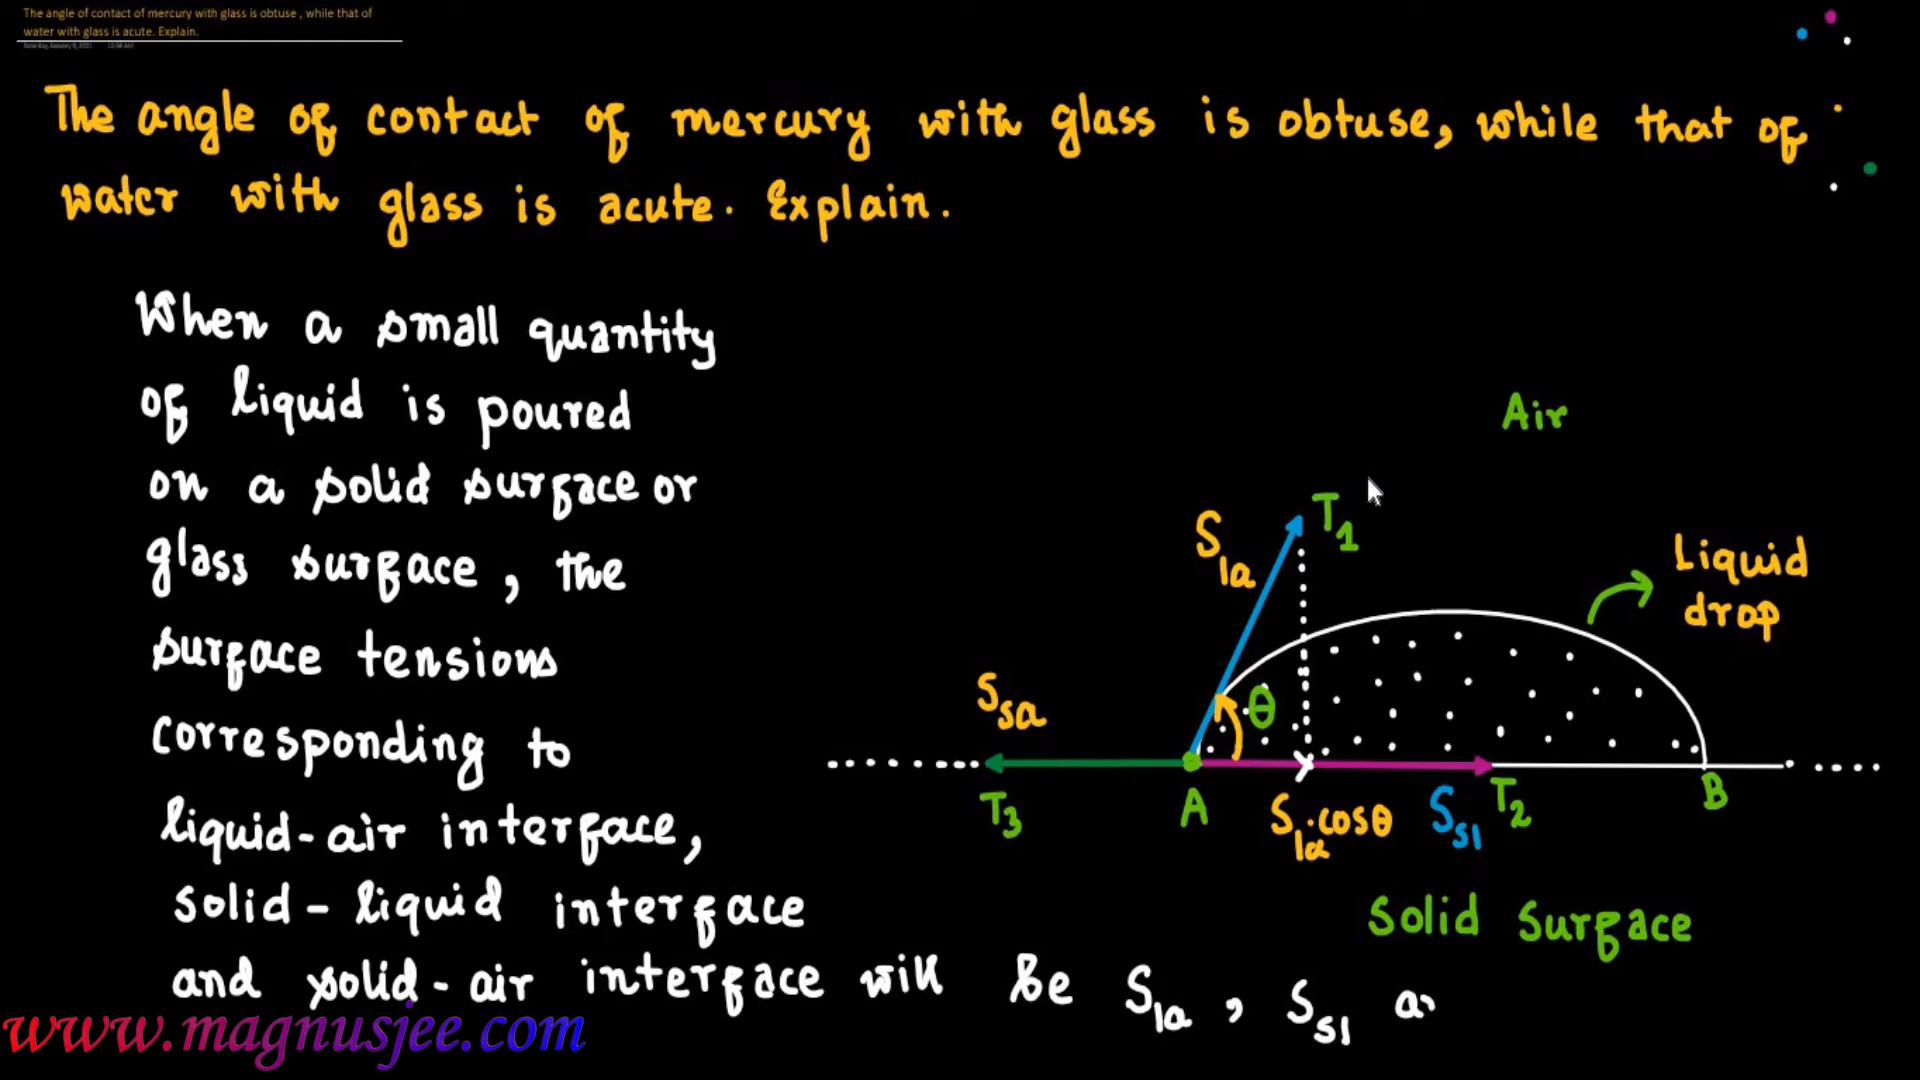 The angle of contact of mercury with glass is obtuse , while that of
water with glass is acute. Explain.
Saturday, January 9, 2021
The angle of contact of mercury with glass is obtuse, while that of
water with glass is acute. Explain.
When a small quantity
of liquid is poured
on a solid surface or
glass surface, the
surface tensions
corresponding to
liquid-air interface,
solid-liquid interface
and solid-air interface will be Sla, Ssl a
Air
Sla T1
Liquid
drop
Ssa θ
T3 A Sla.cosθ Ssl T2 B
Solid Surface
www.magnusjee.com